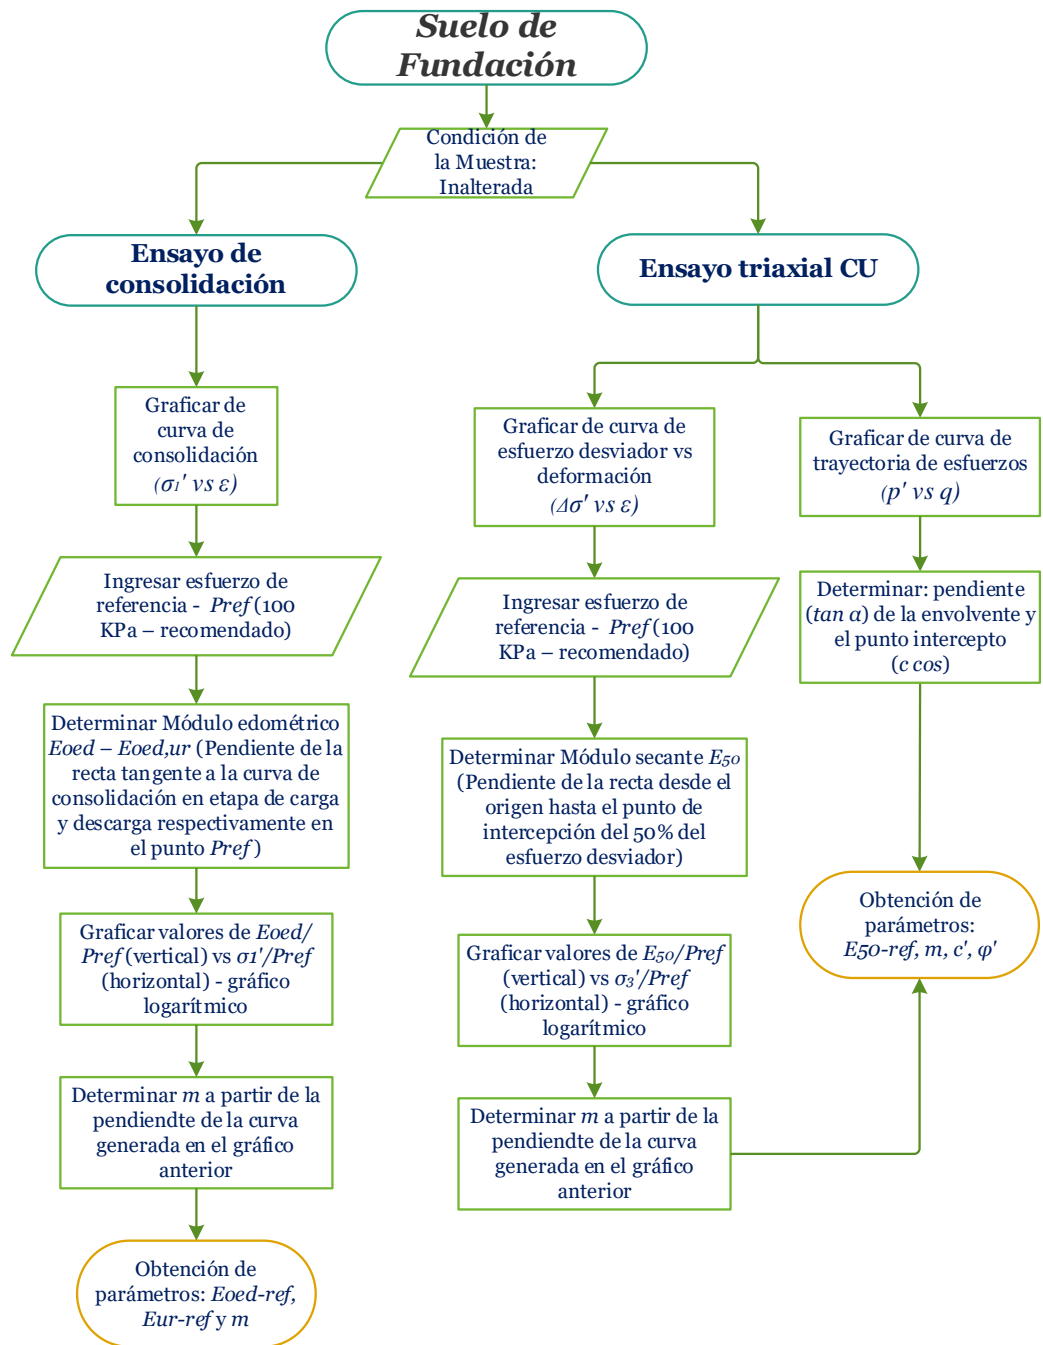 Suelo de
Fundación
Condición de
la Muestra:
Inalterada
Ensayo de
consolidación
Graficar de
curva de
consolidación
(σ1' vs ε)
Ingresar esfuerzo de
referencia - Pref (100
KPa – recomendado)
Determinar Módulo edométrico
Eoed – Eoed,ur (Pendiente de la
recta tangente a la curva de
consolidación en etapa de carga
y descarga respectivamente en
el punto Pref)
Graficar valores de Eoed/
Pref (vertical) vs σ1'/Pref
(horizontal) - gráfico
logarítmico
Determinar m a partir de la
pendiendte de la curva
generada en el gráfico
anterior
Obtención de
parámetros: Eoed-ref,
Eur-ref y m
Ensayo triaxial CU
Graficar de curva de
esfuerzo desviador vs
deformación
(Δσ' vs ε)
Ingresar esfuerzo de
referencia - Pref (100
KPa – recomendado)
Determinar Módulo secante E50
(Pendiente de la recta desde el
origen hasta el punto de
intercepción del 50% del
esfuerzo desviador)
Graficar valores de E50/Pref
(vertical) vs σ3'/Pref
(horizontal) - gráfico
logarítmico
Determinar m a partir de la
pendiendte de la curva
generada en el gráfico
anterior
Graficar de curva de
trayectoria de esfuerzos
(p' vs q)
Determinar: pendiente
(tan α) de la envolvente y
el punto intercepto
(c cos)
Obtención de
parámetros:
E50-ref, m, c', φ'